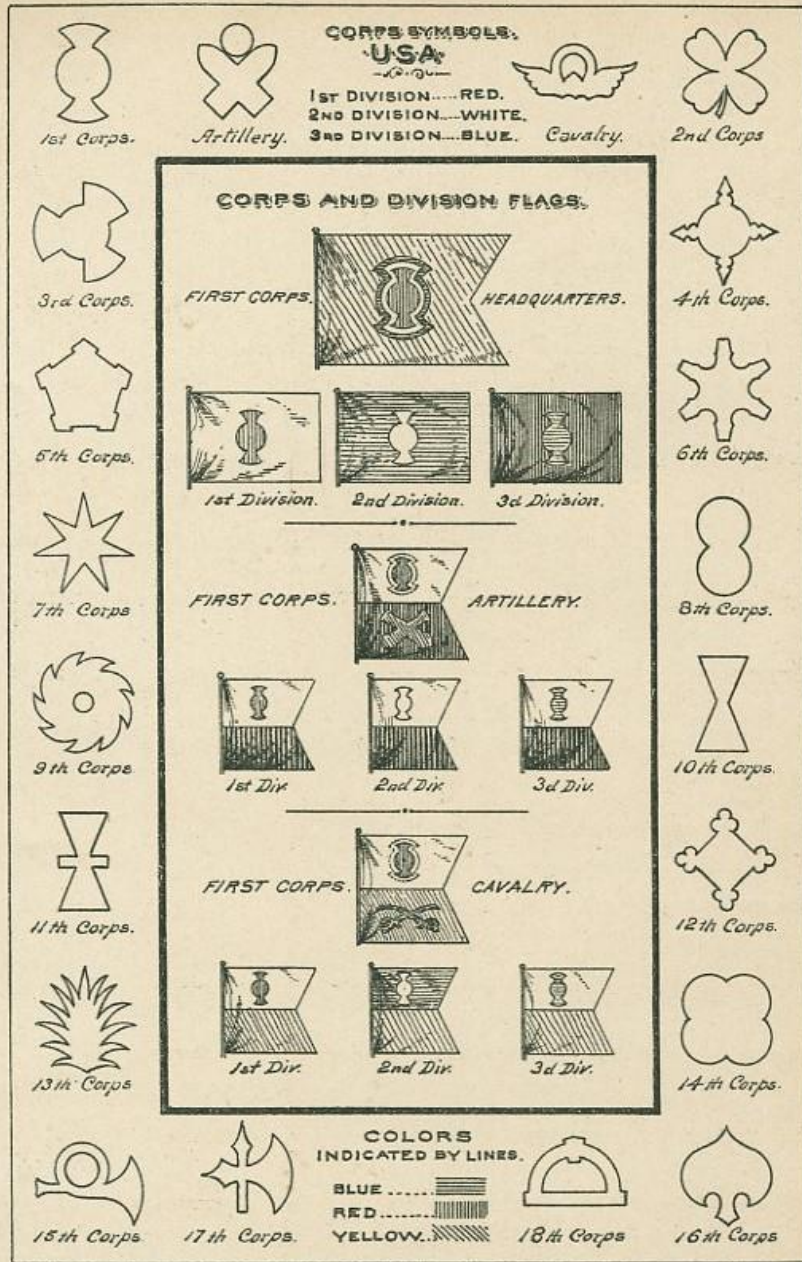 CORPS SYMBOLS.
USA
1ST DIVISION.....RED.
2ND DIVISION....WHITE.
3RD DIVISION...BLUE.
1st Corps.
Artillery.
Cavalry.
2nd Corps
CORPS AND DIVISION FLAGS.
3rd Corps.
FIRST CORPS.
HEADQUARTERS.
4th Corps.
5th Corps.
6th Corps.
1st Division.
2nd Division.
3d Division.
7th Corps
FIRST CORPS.
ARTILLERY.
8th Corps.
9th Corps
1st Div.
2nd Div.
3d Div.
10th Corps.
11th Corps.
FIRST CORPS.
CAVALRY.
12th Corps.
13th Corps
1st Div.
2nd Div.
3d Div.
14th Corps.
COLORS
INDICATED BY LINES.
BLUE......
RED....
YELLOW..
15th Corps.
17th Corps.
18th Corps
16th Corps